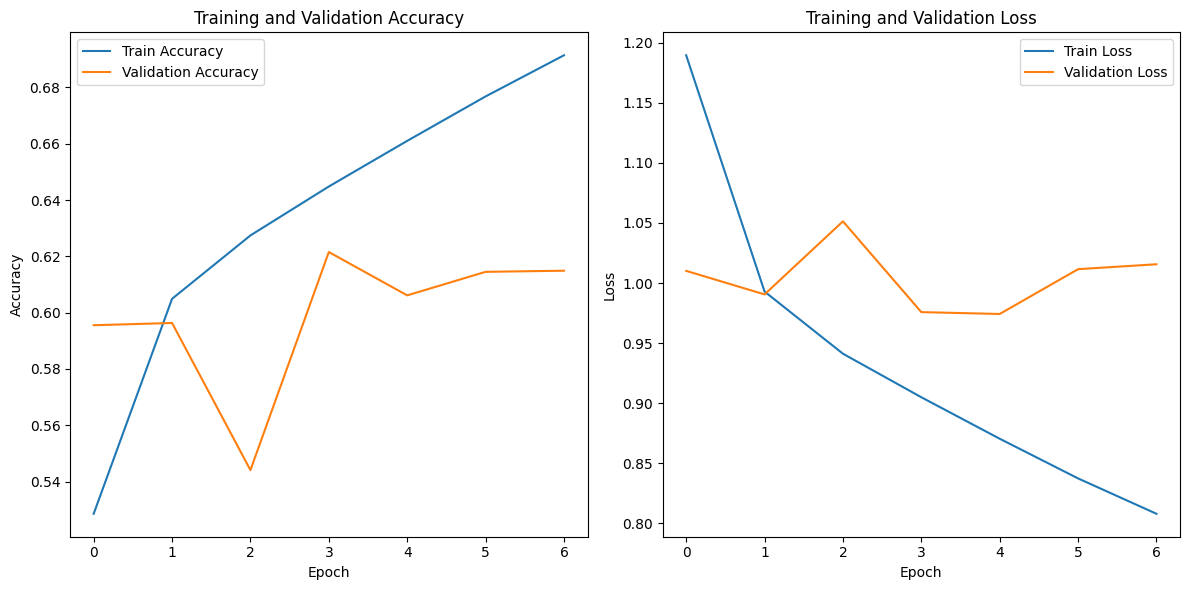 Training and Validation Accuracy
Train Accuracy
Validation Accuracy
0.68
0.66
0.64
0.62
0.60
0.58
0.56
0.54
Accuracy
0 1 2 3 4 5 6
Epoch
Training and Validation Loss
Train Loss
Validation Loss
1.20
1.15
1.10
1.05
1.00
0.95
0.90
0.85
0.80
Loss
0 1 2 3 4 5 6
Epoch